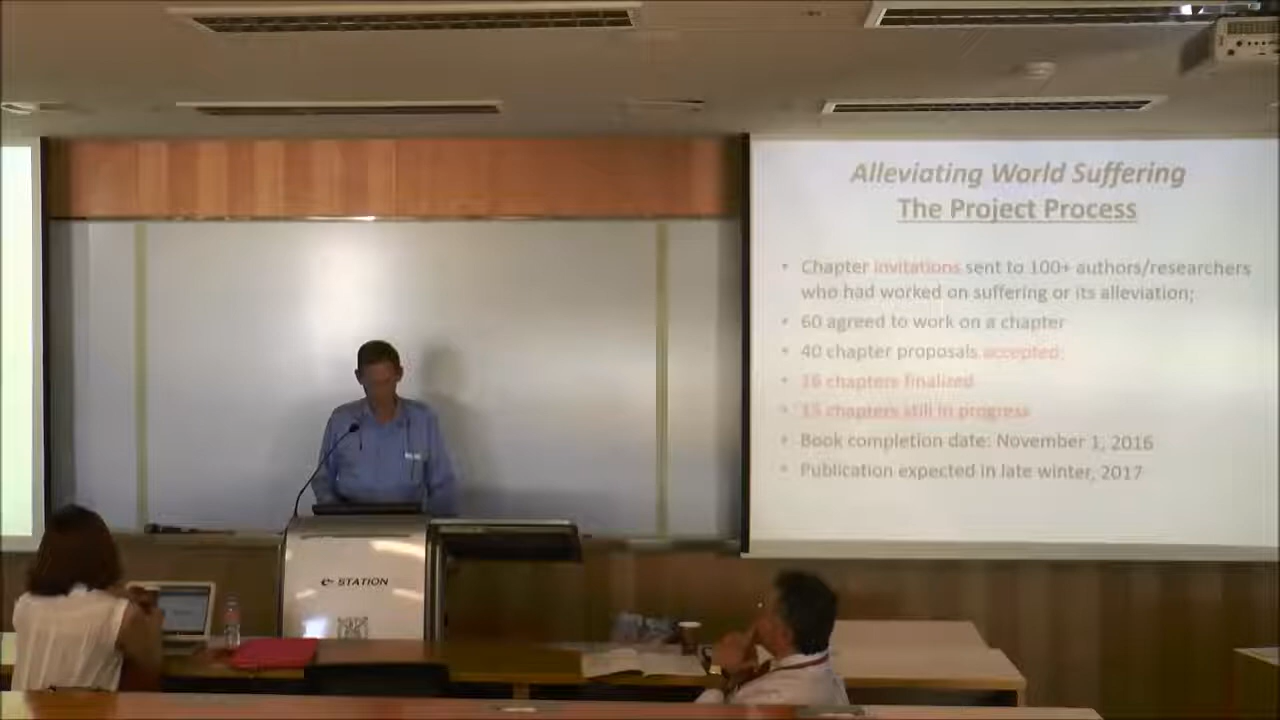 Alleviating World Suffering
The Project Process
• Chapter invitations sent to 100+ authors/researchers
who had worked on suffering or its alleviation;
• 60 agreed to work on a chapter
• 40 chapter proposals accepted;
• 16 chapters finalized
• 15 chapters still in progress
• Book completion date: November 1, 2016
• Publication expected in late winter, 2017
e-STATION